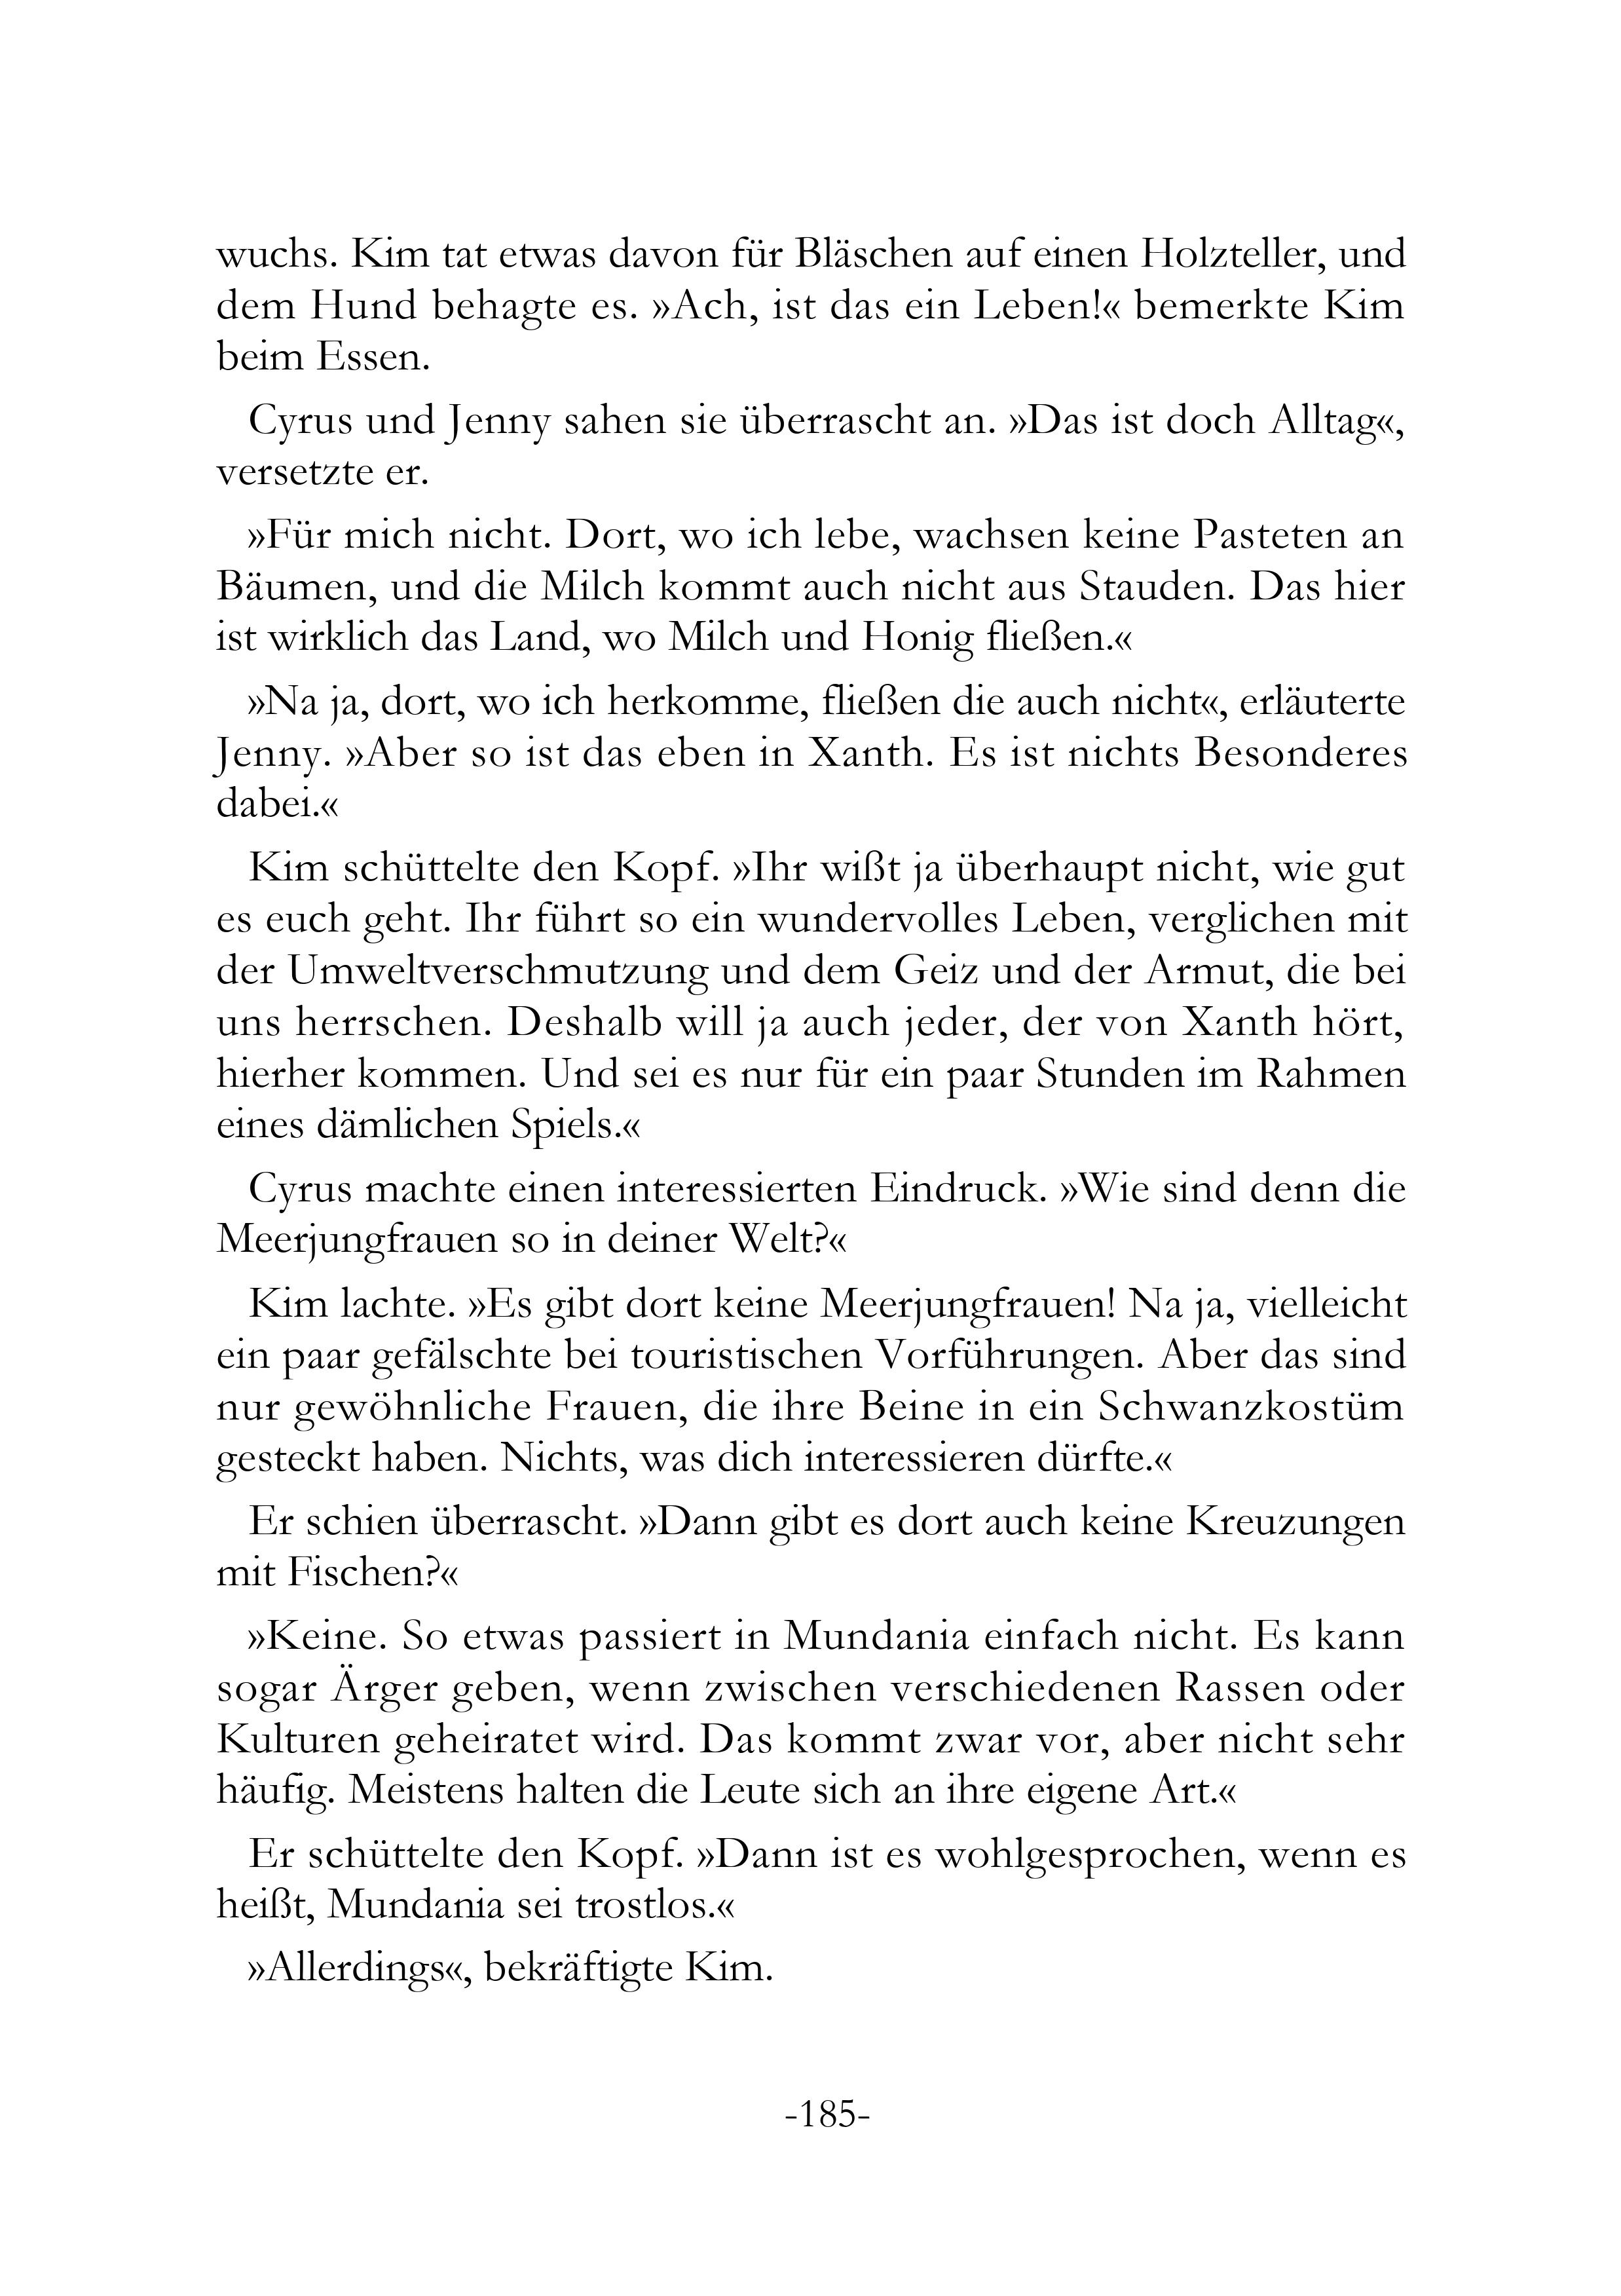 wuchs. Kim tat etwas davon für Bläschen auf einen Holzteller, und
dem Hund behagte es. »Ach, ist das ein Leben!« bemerkte Kim
beim Essen.
Cyrus und Jenny sahen sie überrascht an. »Das ist doch Alltag«,
versetzte er.
»Für mich nicht. Dort, wo ich lebe, wachsen keine Pasteten an
Bäumen, und die Milch kommt auch nicht aus Stauden. Das hier
ist wirklich das Land, wo Milch und Honig fließen.«
»Na ja, dort, wo ich herkomme, fließen die auch nicht«, erläuterte
Jenny. »Aber so ist das eben in Xanth. Es ist nichts Besonderes
dabei.«
Kim schüttelte den Kopf. »Ihr wißt ja überhaupt nicht, wie gut
es euch geht. Ihr führt so ein wundervolles Leben, verglichen mit
der Umweltverschmutzung und dem Geiz und der Armut, die bei
uns herrschen. Deshalb will ja auch jeder, der von Xanth hört,
hierher kommen. Und sei es nur für ein paar Stunden im Rahmen
eines dämlichen Spiels.«
Cyrus machte einen interessierten Eindruck. »Wie sind denn die
Meerjungfrauen so in deiner Welt?«
Kim lachte. »Es gibt dort keine Meerjungfrauen! Na ja, vielleicht
ein paar gefälschte bei touristischen Vorführungen. Aber das sind
nur gewöhnliche Frauen, die ihre Beine in ein Schwanzkostüm
gesteckt haben. Nichts, was dich interessieren dürfte.«
Er schien überrascht. »Dann gibt es dort auch keine Kreuzungen
mit Fischen?«
»Keine. So etwas passiert in Mundania einfach nicht. Es kann
sogar Ärger geben, wenn zwischen verschiedenen Rassen oder
Kulturen geheiratet wird. Das kommt zwar vor, aber nicht sehr
häufig. Meistens halten die Leute sich an ihre eigene Art.«
Er schüttelte den Kopf. »Dann ist es wohlgesprochen, wenn es
heißt, Mundania sei trostlos.«
»Allerdings«, bekräftigte Kim.
-185-